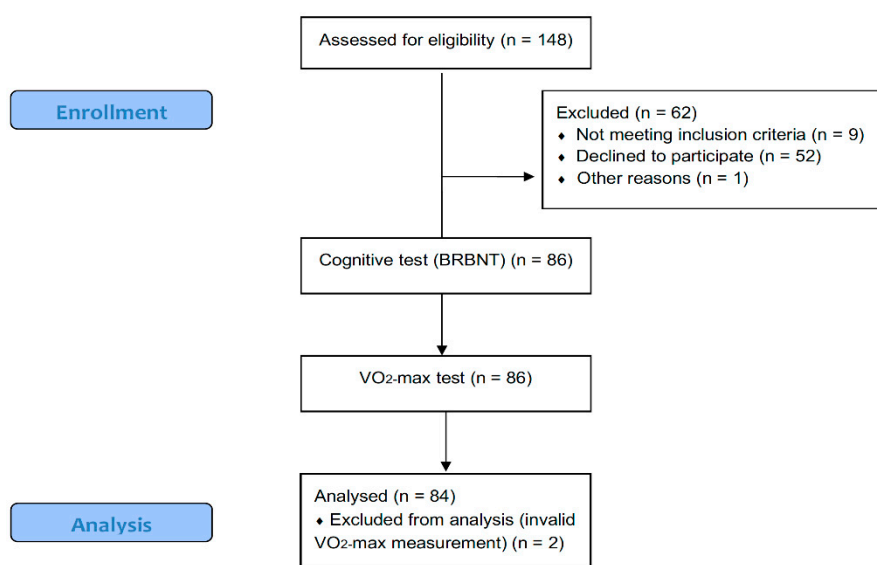 Assessed for eligibility (n = 148)
Enrollment
Excluded (n = 62)
♦ Not meeting inclusion criteria (n = 9)
♦ Declined to participate (n = 52)
♦ Other reasons (n = 1)
Cognitive test (BRBNT) (n = 86)
VO2-max test (n = 86)
Analysis
Analysed (n = 84)
♦ Excluded from analysis (invalid
VO2-max measurement) (n = 2)